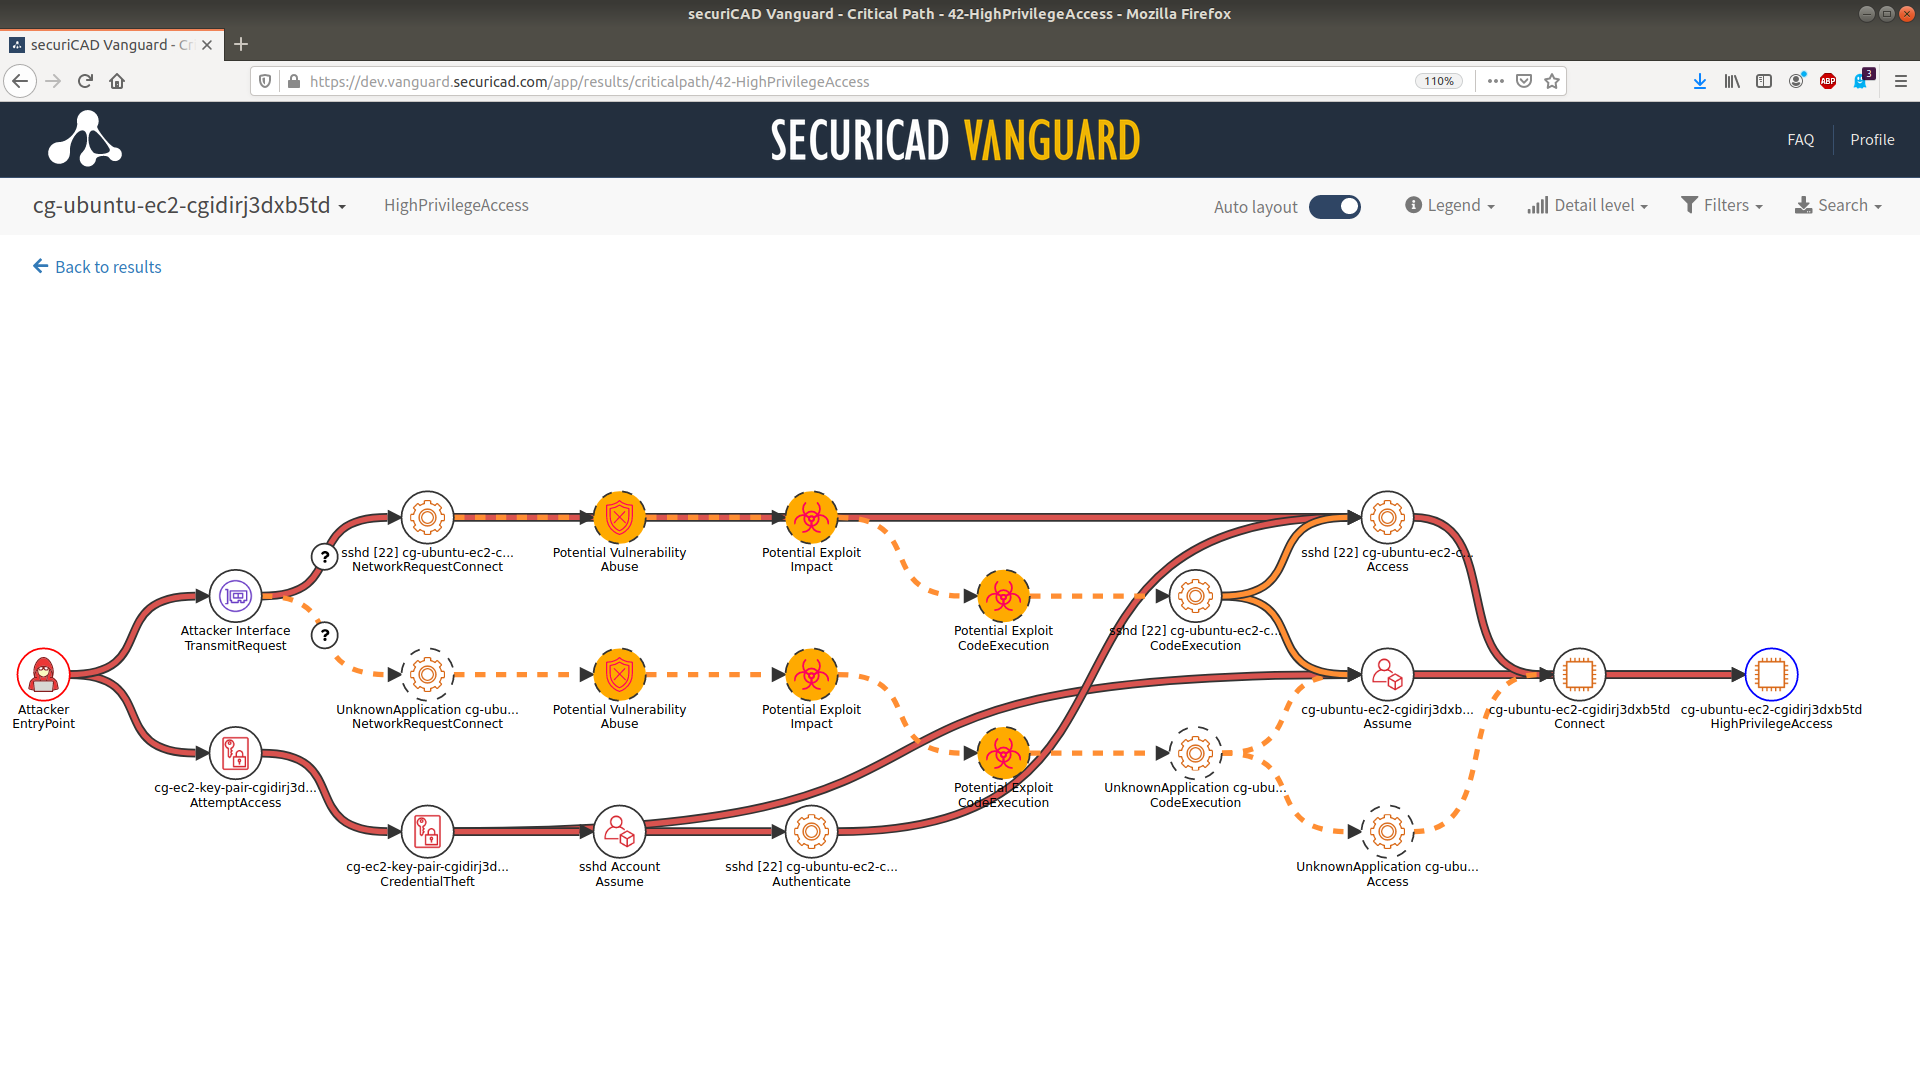 securiCAD Vanguard - Critical Path - 42-HighPrivilegeAccess - Mozilla Firefox
securiCAD Vanguard - Cr
https://dev.vanguard.securicad.com/app/results/criticalpath/42-HighPrivilegeAccess
110%
ABP
3
SECURICAD VANGUARD
FAQ
Profile
cg-ubuntu-ec2-cgidirj3dxb5td
HighPrivilegeAccess
Auto layout
Legend
Detail level
Filters
Search
Back to results
sshd [22] cg-ubuntu-ec2-c...
NetworkRequestConnect
Potential Vulnerability
Abuse
Potential Exploit
Impact
sshd [22] cg-ubuntu-ec2-c...
Access
?
Attacker Interface
TransmitRequest
?
Potential Exploit
CodeExecution
sshd [22] cg-ubuntu-ec2-c...
CodeExecution
Attacker
EntryPoint
UnknownApplication cg-ubu...
NetworkRequestConnect
Potential Vulnerability
Abuse
Potential Exploit
Impact
cg-ubuntu-ec2-cgidirj3dxb...
Assume
cg-ubuntu-ec2-cgidirj3dxb5td
Connect
cg-ubuntu-ec2-cgidirj3dxb5td
HighPrivilegeAccess
cg-ec2-key-pair-cgidirj3d...
AttemptAccess
Potential Exploit
CodeExecution
UnknownApplication cg-ubu...
CodeExecution
cg-ec2-key-pair-cgidirj3d...
CredentialTheft
sshd Account
Assume
sshd [22] cg-ubuntu-ec2-c...
Authenticate
UnknownApplication cg-ubu...
Access